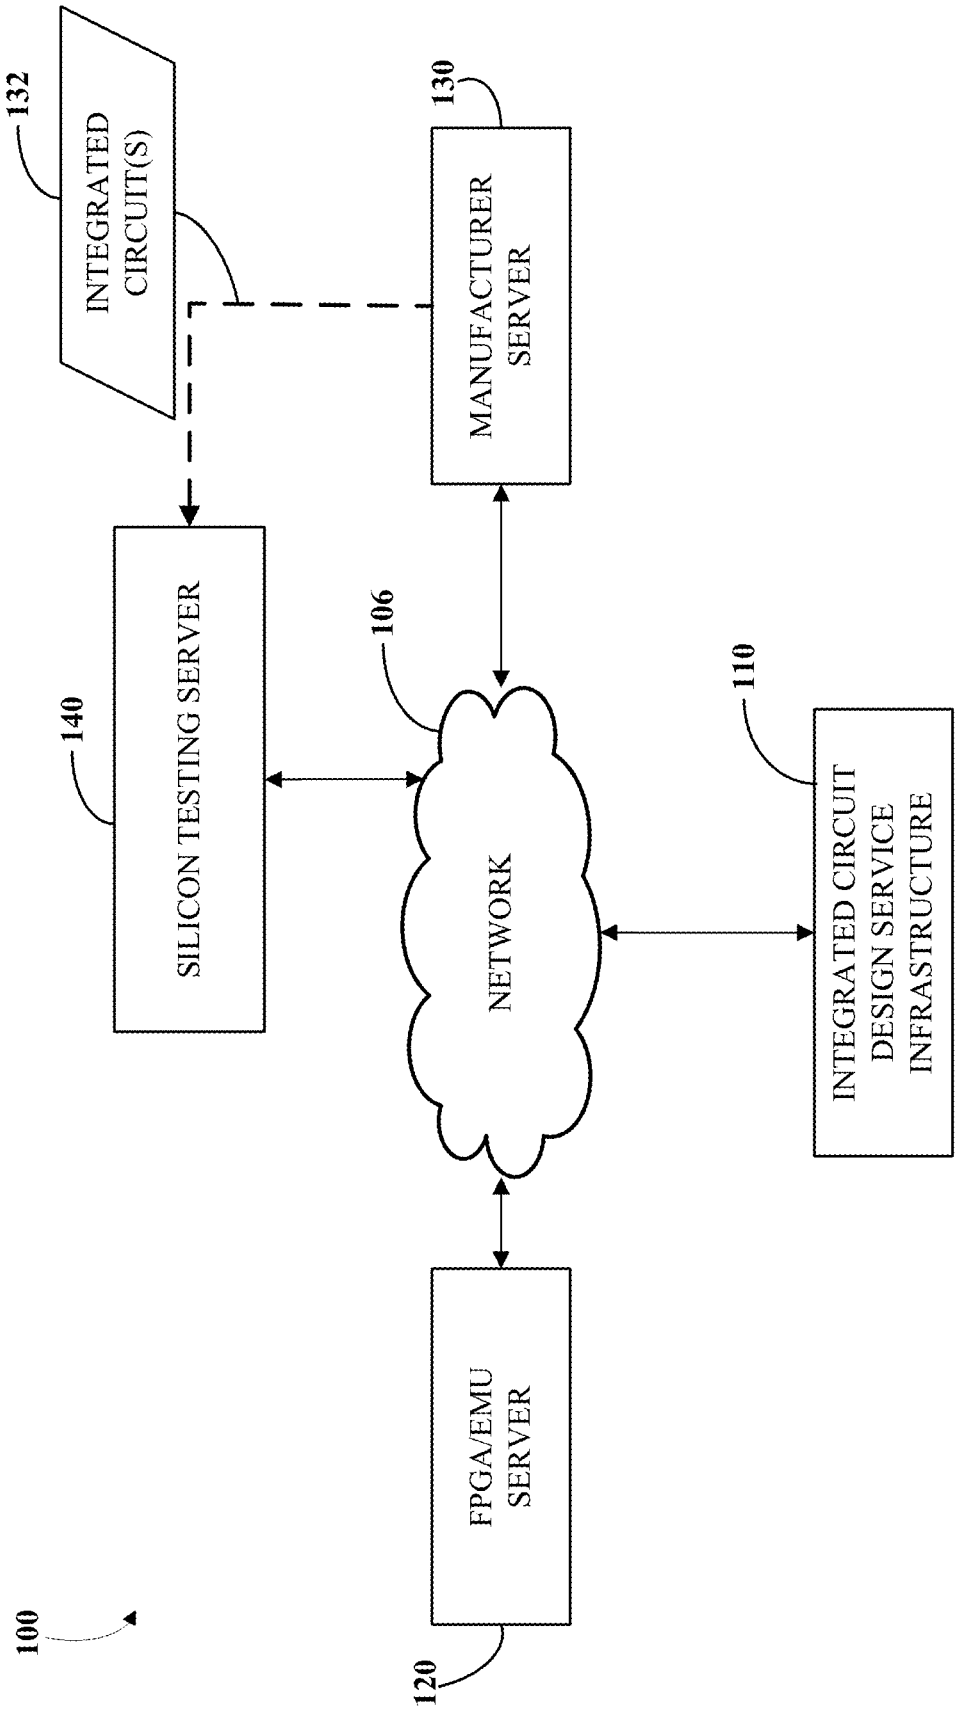 100
140
SILICON TESTING SERVER
132
INTEGRATED
CIRCUIT(S)
106
120
FPGA/EMU
SERVER
NETWORK
130
MANUFACTURER
SERVER
110
INTEGRATED CIRCUIT
DESIGN SERVICE
INFRASTRUCTURE